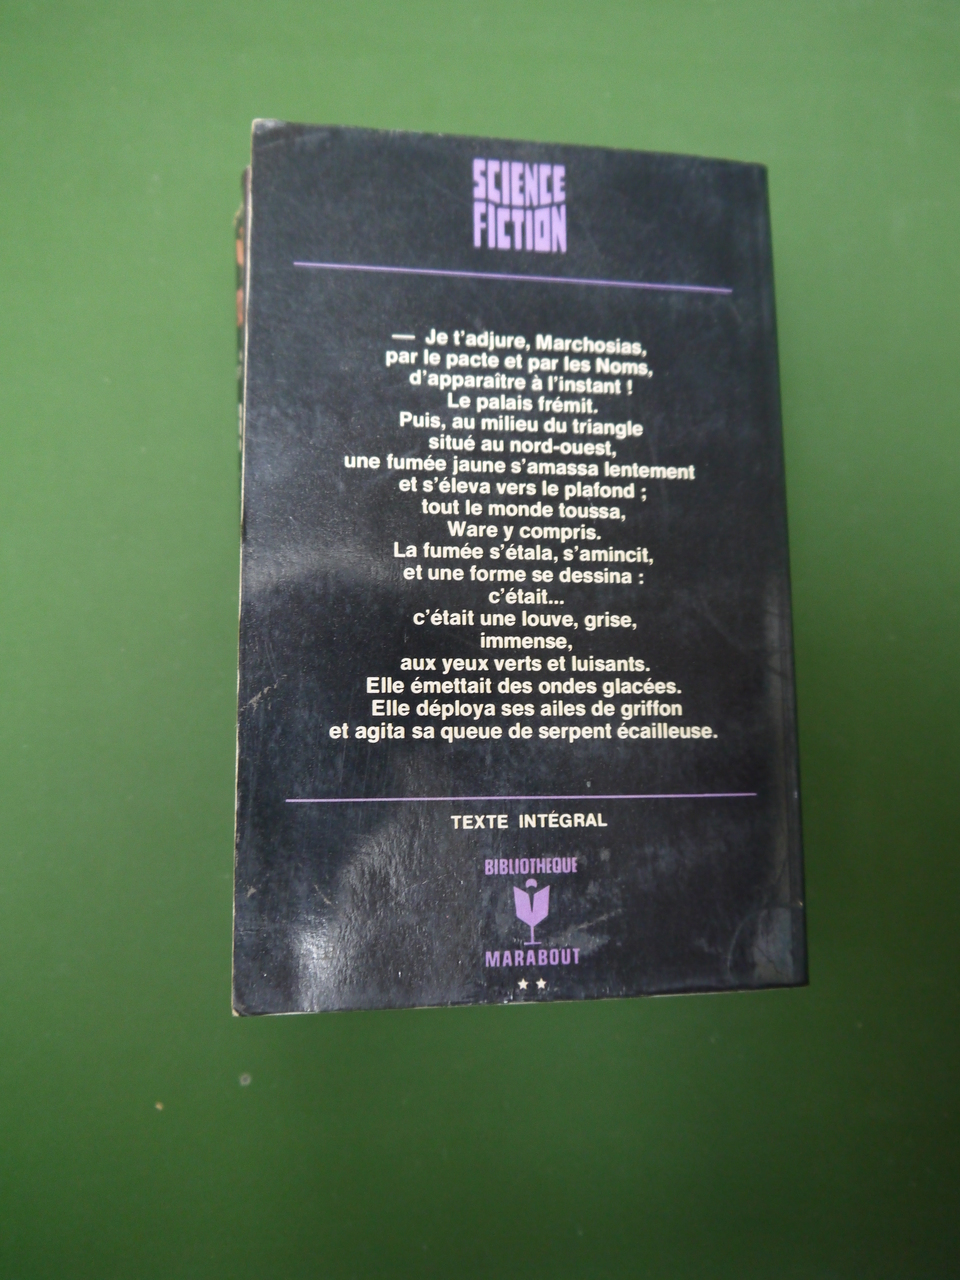 SCIENCE
FICTION
— Je t'adjure, Marchosias,
par le pacte et par les Noms,
d'apparaître à l'instant !
Le palais frémit.
Puis, au milieu du triangle
situé au nord-ouest,
une fumée jaune s'amassa lentement
et s'éleva vers le plafond ;
tout le monde toussa,
Ware y compris.
La fumée s'étala, s'amincit,
et une forme se dessina :
c'était...
c'était une louve, grise,
immense,
aux yeux verts et luisants.
Elle émettait des ondes glacées.
Elle déploya ses ailes de griffon
et agita sa queue de serpent écailleuse.
TEXTE INTÉGRAL
BIBLIOTHEQUE
MARABOUT